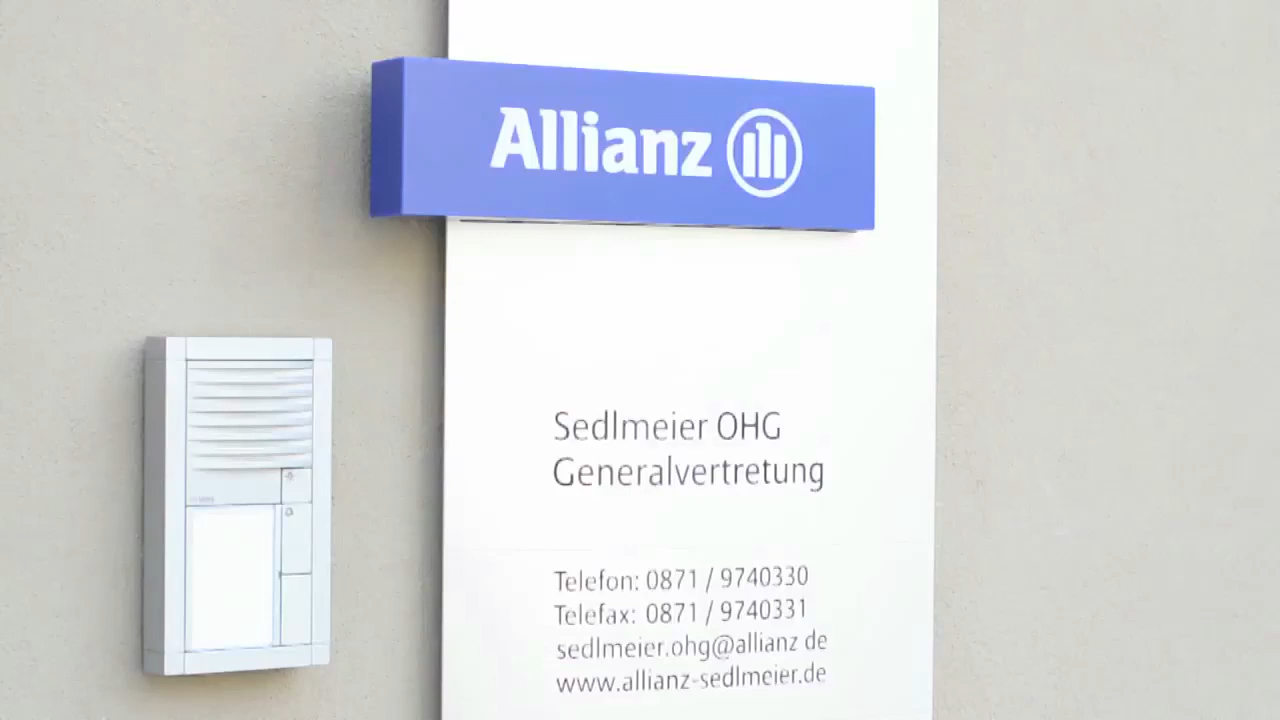 Allianz
Sedlmeier OHG
Generalvertretung
Telefon: 0871 / 9740330
Telefax: 0871 / 9740331
sedlmeier.ohg@allianz de
www.allianz-sedlmeier.de